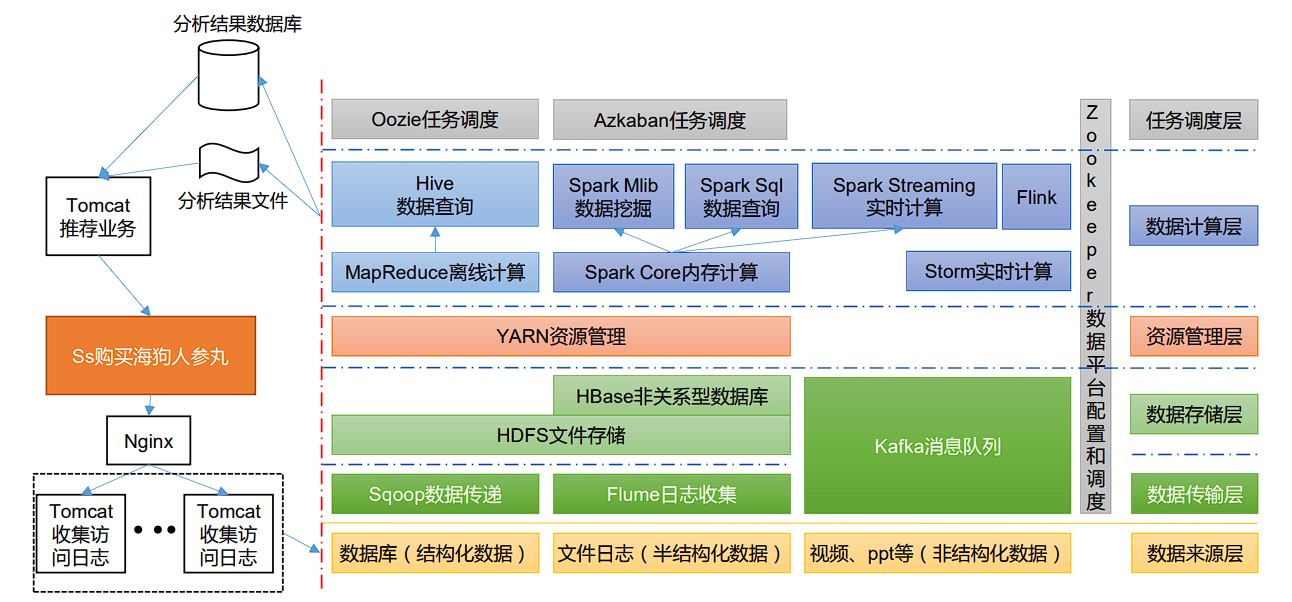 分析结果数据库
分析结果文件
Tomcat
推荐业务
Ss购买海狗人参丸
Nginx
Tomcat
收集访
问日志
Tomcat
收集访
问日志
Oozie任务调度
Azkaban任务调度
任务调度层
Hive
数据查询
Spark Mlib
数据挖掘
Spark Sql
数据查询
Spark Streaming
实时计算
Flink
数据计算层
MapReduce离线计算
Spark Core内存计算
Storm实时计算
YARN资源管理
资源管理层
HBase非关系型数据库
HDFS文件存储
Kafka消息队列
数据存储层
Sqoop数据传递
Flume日志收集
数据传输层
Zookeeper数据平台配置和调度
数据库（结构化数据）
文件日志（半结构化数据）
视频、ppt等（非结构化数据）
数据来源层